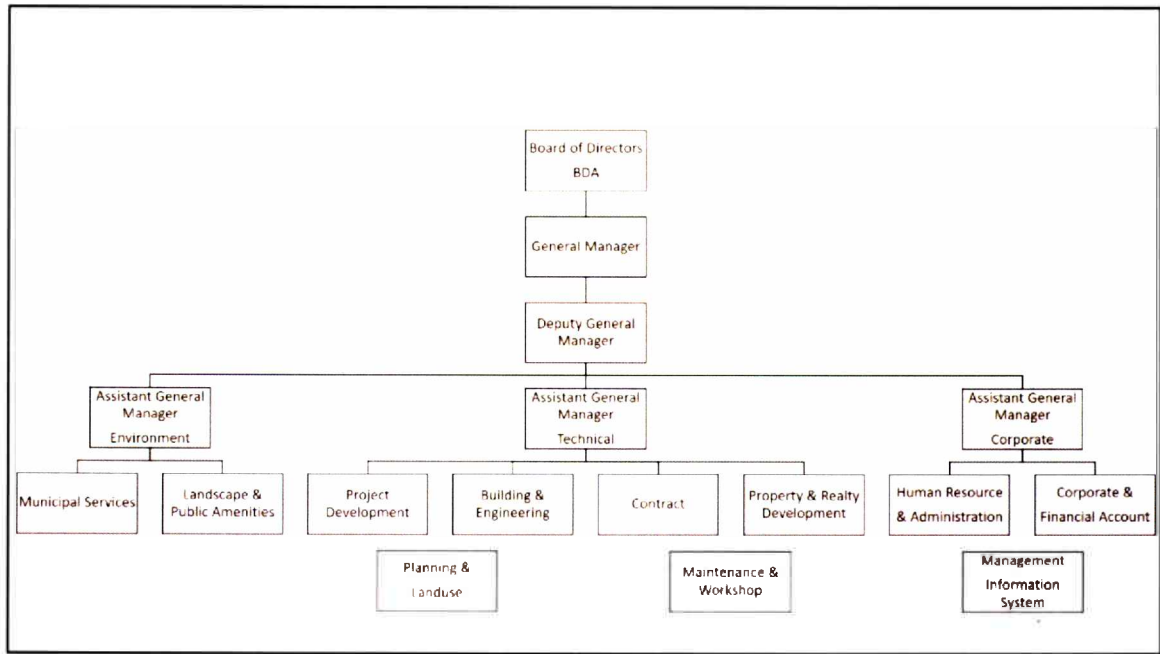 Board of Directors
BDA
General Manager
Deputy General
Manager
Assistant General
Manager
Environment
Assistant General
Manager
Technical
Assistant General
Manager
Corporate
Municipal Services
Landscape &
Public Amenities
Project
Development
Building &
Engineering
Contract
Property & Realty
Development
Human Resource
& Administration
Corporate &
Financial Account
Planning &
Landuse
Maintenance &
Workshop
Management
Information
System